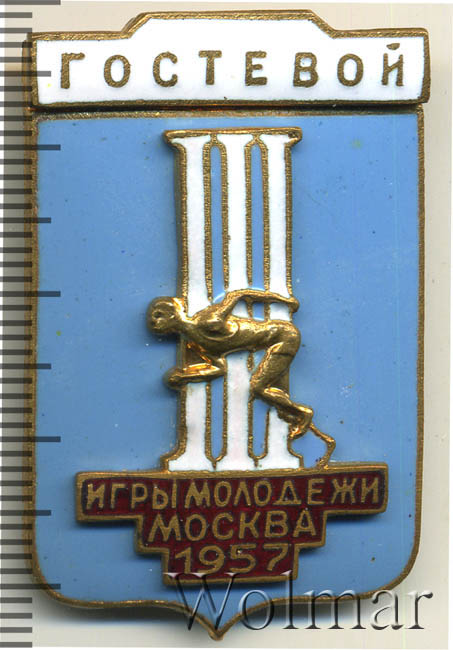 ГОСТЕВОЙ
III
ИГРЫ МОЛОДЕЖИ
МОСКВА
1957
Wolmar